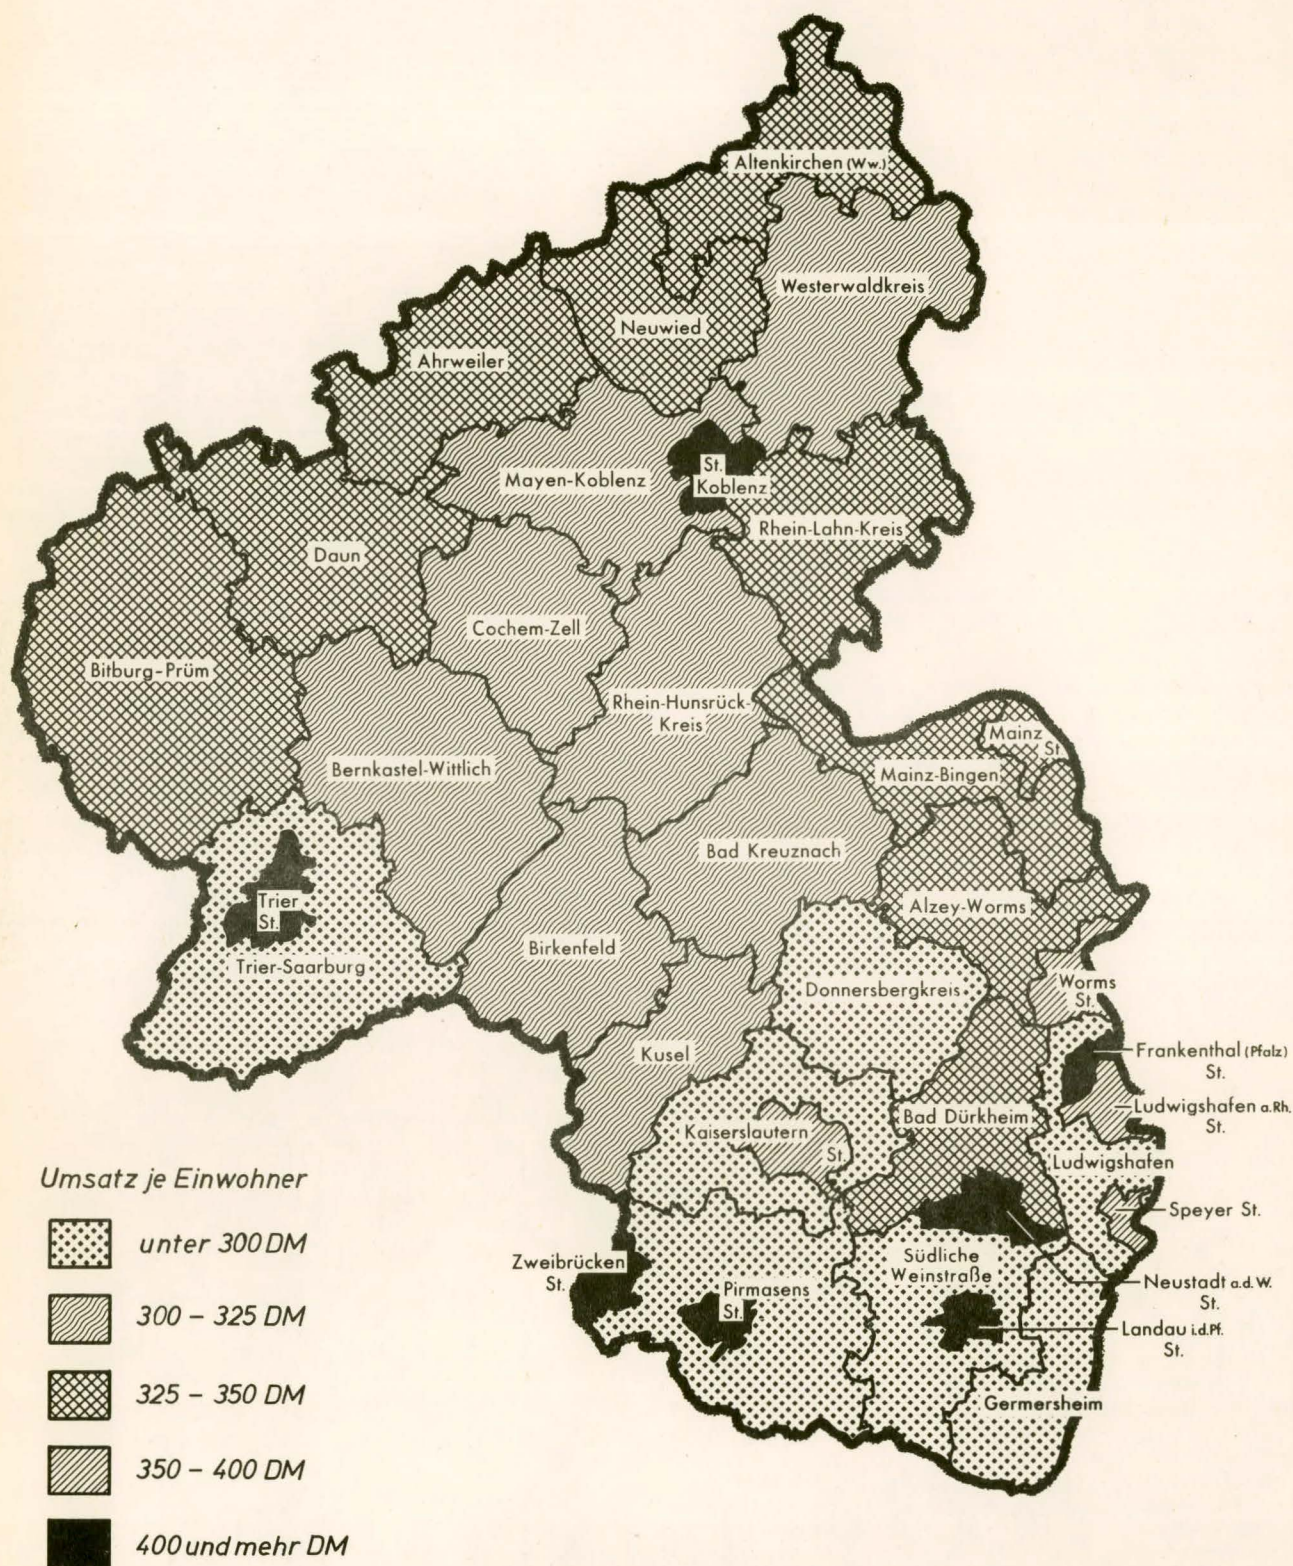 Altenkirchen (Ww.)
Westerwaldkreis
Neuwied
Ahrweiler
St.
Koblenz
Mayen-Koblenz
Rhein-Lahn-Kreis
Daun
Cochem-Zell
Bitburg-Prüm
Rhein-Hunsrück-
Kreis
Mainz
St.
Bernkastel-Wittlich
Mainz-Bingen
Bad Kreuznach
Trier
St.
Alzey-Worms
Birkenfeld
Trier-Saarburg
Donnersbergkreis
Worms
St.
Kusel
Frankenthal (Pfalz)
St.
Ludwigshafen a.Rh.
St.
Bad Dürkheim
Kaiserslautern
St.
Ludwigshafen
Speyer St.
Zweibrücken
St.
Südliche
Weinstraße
Pirmasens
St.
Neustadt a.d.W.
St.
Landau i.d.Pf.
St.
Germersheim
Umsatz je Einwohner
unter 300 DM
300 – 325 DM
325 – 350 DM
350 – 400 DM
400 und mehr DM